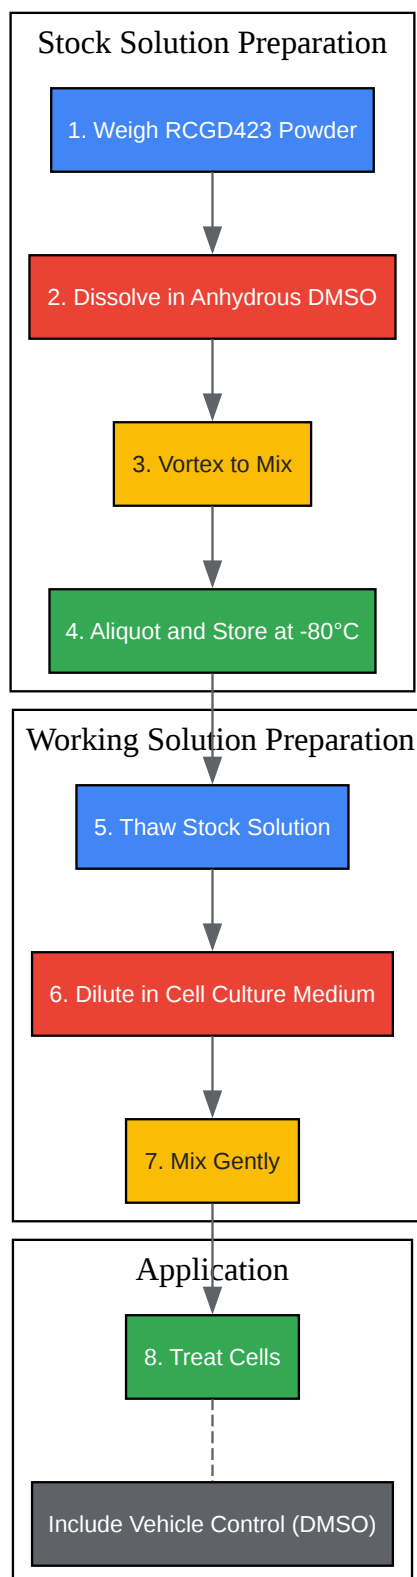 Stock Solution Preparation
1. Weigh RCGD423 Powder
2. Dissolve in Anhydrous DMSO
3. Vortex to Mix
4. Aliquot and Store at -80°C
Working Solution Preparation
5. Thaw Stock Solution
6. Dilute in Cell Culture Medium
7. Mix Gently
Application
8. Treat Cells
Include Vehicle Control (DMSO)